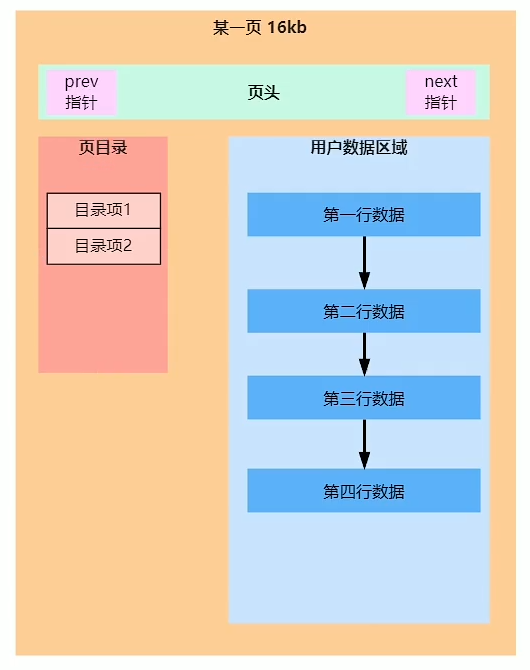 某一页 16kb
prev
指针
页头
next
指针
页目录
目录项1
目录项2
用户数据区域
第一行数据
第二行数据
第三行数据
第四行数据